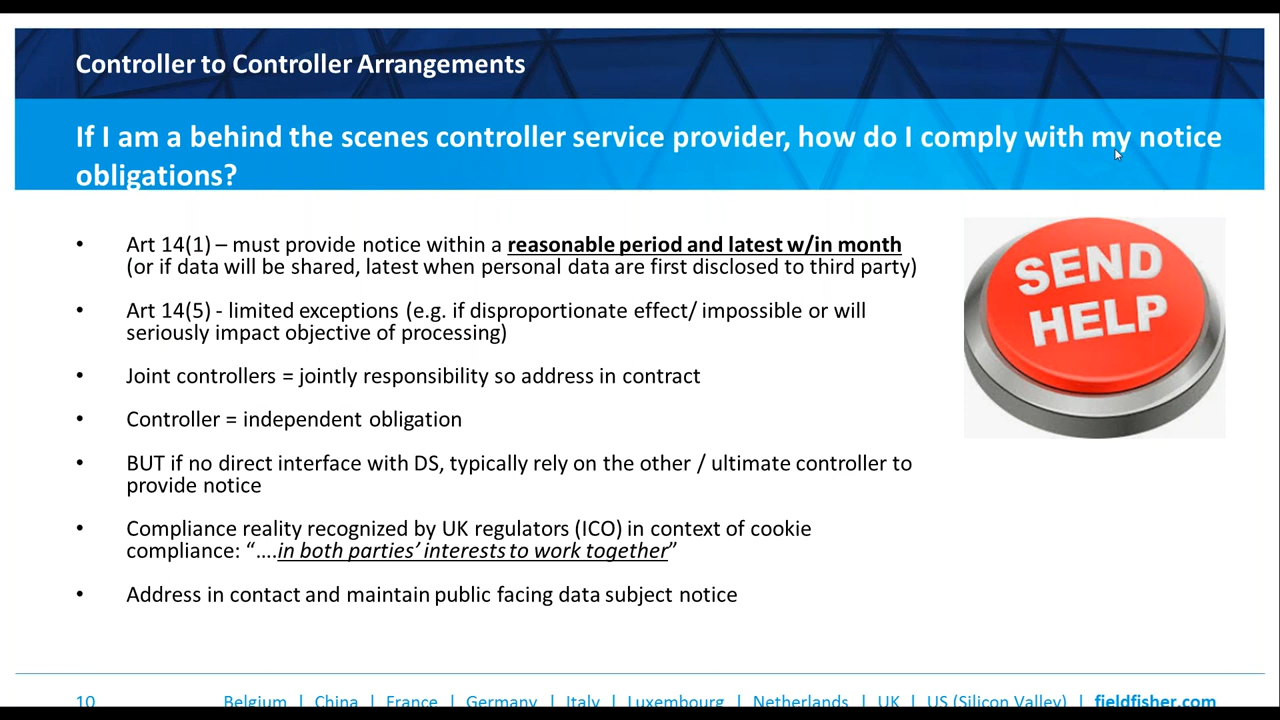 Controller to Controller Arrangements
If I am a behind the scenes controller service provider, how do I comply with my notice
obligations?
• Art 14(1) – must provide notice within a reasonable period and latest w/in month
(or if data will be shared, latest when personal data are first disclosed to third party)
• Art 14(5) - limited exceptions (e.g. if disproportionate effect/ impossible or will
seriously impact objective of processing)
• Joint controllers = jointly responsibility so address in contract
• Controller = independent obligation
• BUT if no direct interface with DS, typically rely on the other / ultimate controller to
provide notice
• Compliance reality recognized by UK regulators (ICO) in context of cookie
compliance: “….in both parties’ interests to work together”
• Address in contact and maintain public facing data subject notice
SEND
HELP
10
Belgium | China | France | Germany | Italy | Luxembourg | Netherlands | UK | US (Silicon Valley) | fieldfisher.com